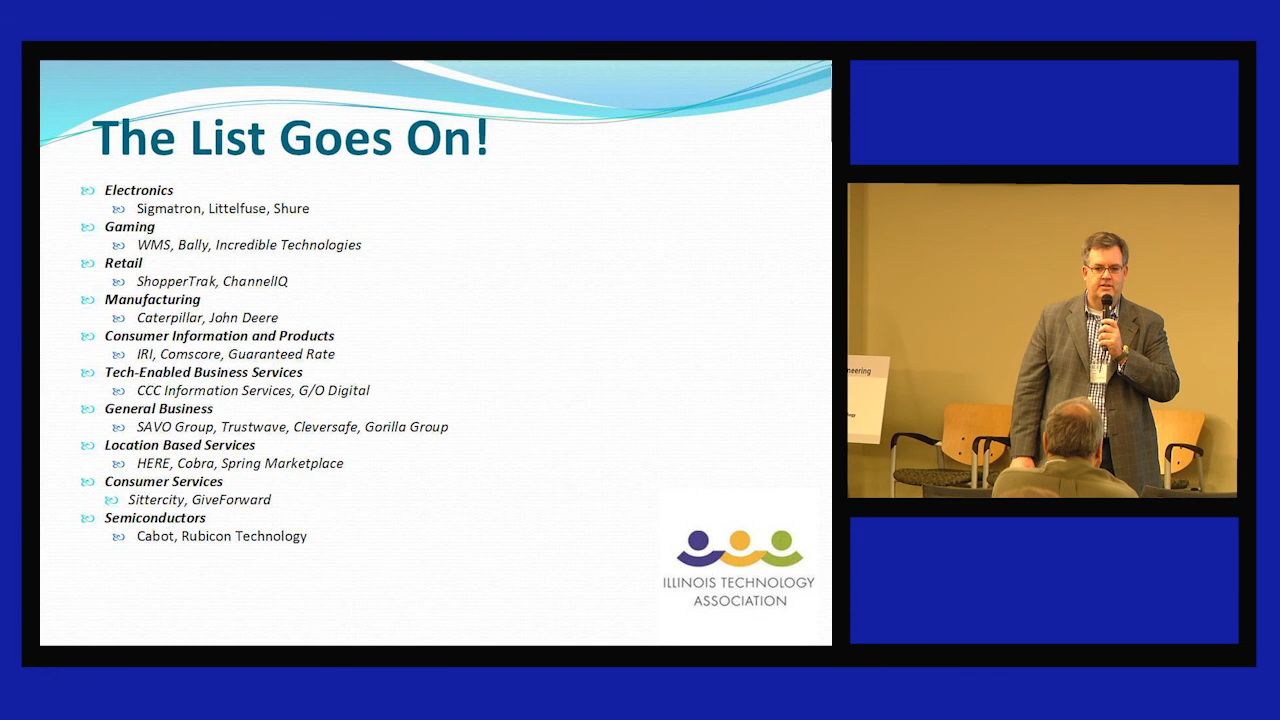 The List Goes On!
Electronics
Sigmatron, Littelfuse, Shure
Gaming
WMS, Bally, Incredible Technologies
Retail
ShopperTrak, ChannelIQ
Manufacturing
Caterpillar, John Deere
Consumer Information and Products
IRI, Comscore, Guaranteed Rate
Tech-Enabled Business Services
CCC Information Services, G/O Digital
General Business
SAVO Group, Trustwave, Cleversafe, Gorilla Group
Location Based Services
HERE, Cobra, Spring Marketplace
Consumer Services
Sittercity, GiveForward
Semiconductors
Cabot, Rubicon Technology
ILLINOIS TECHNOLOGY
ASSOCIATION
neering